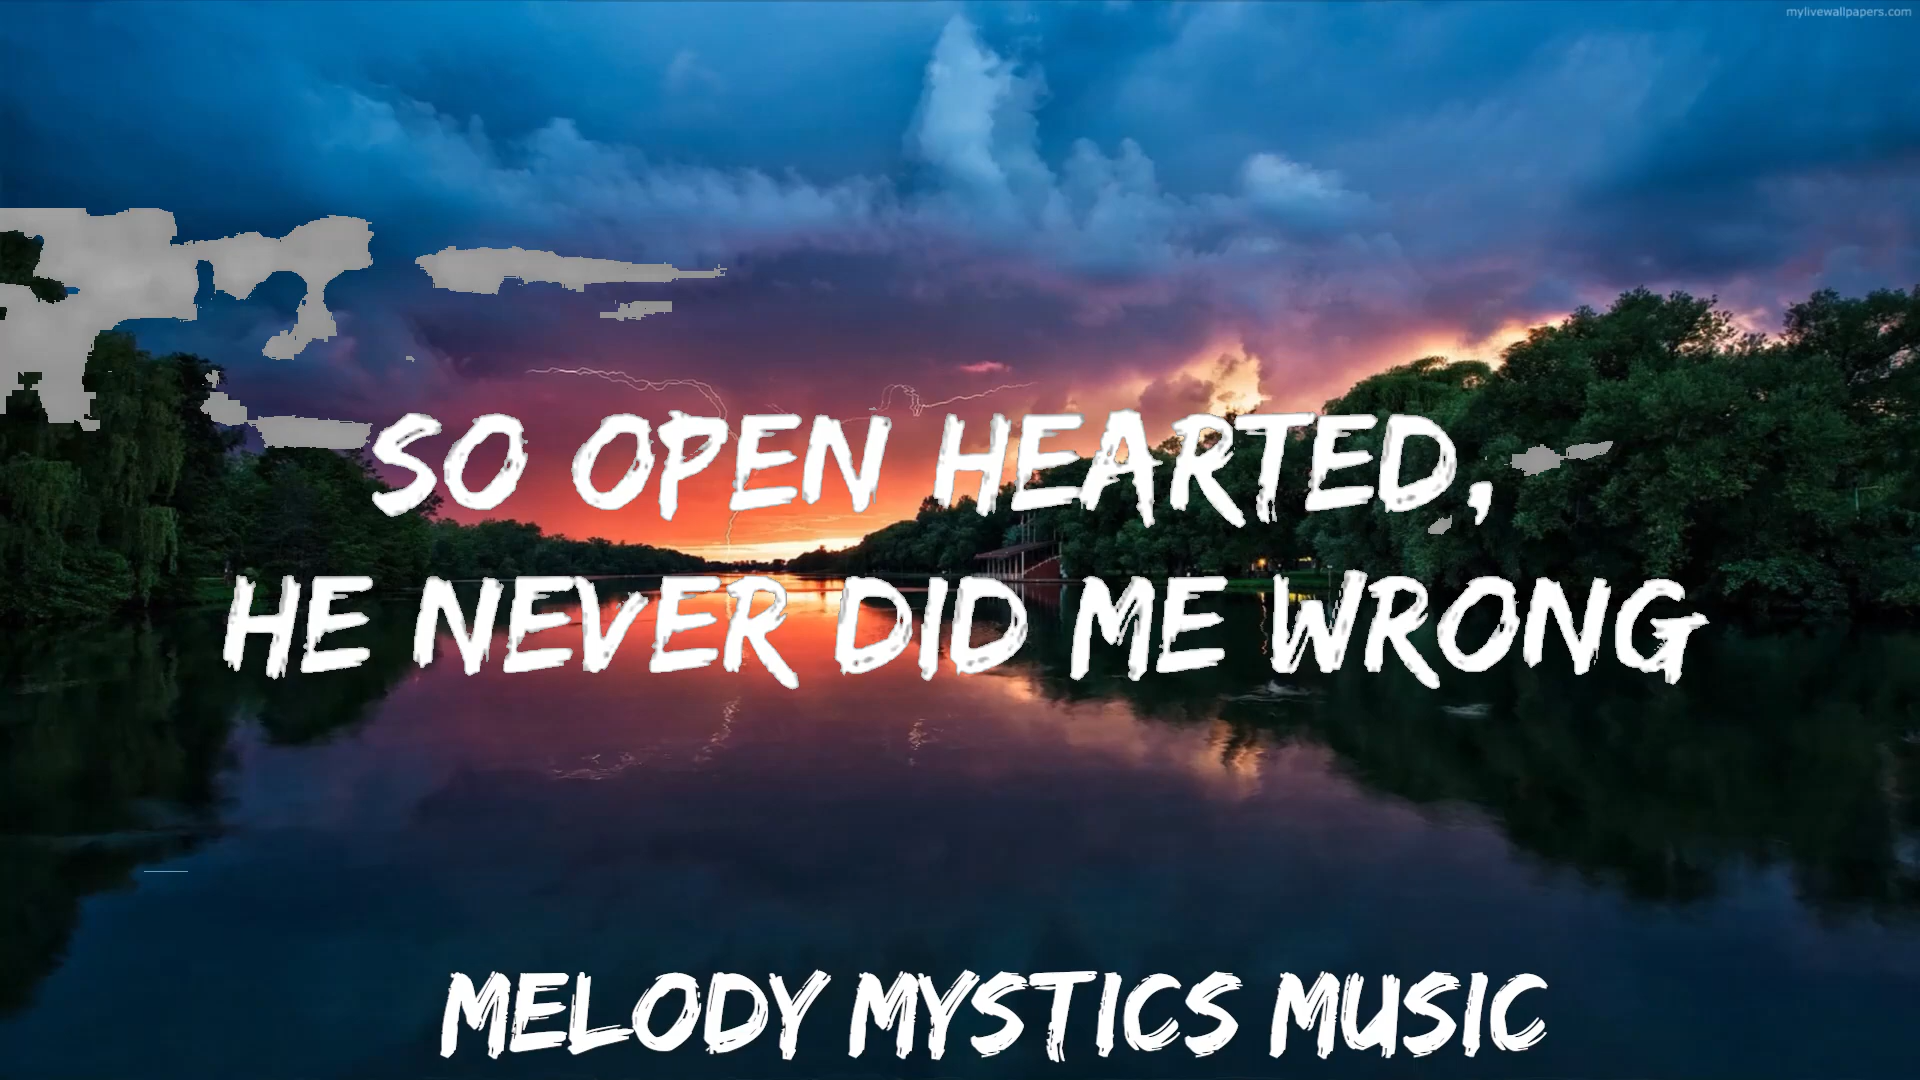 mylivewallpapers.com
SO OPEN HEARTED,
HE NEVER DID ME WRONG
MELODY MYSTICS MUSIC